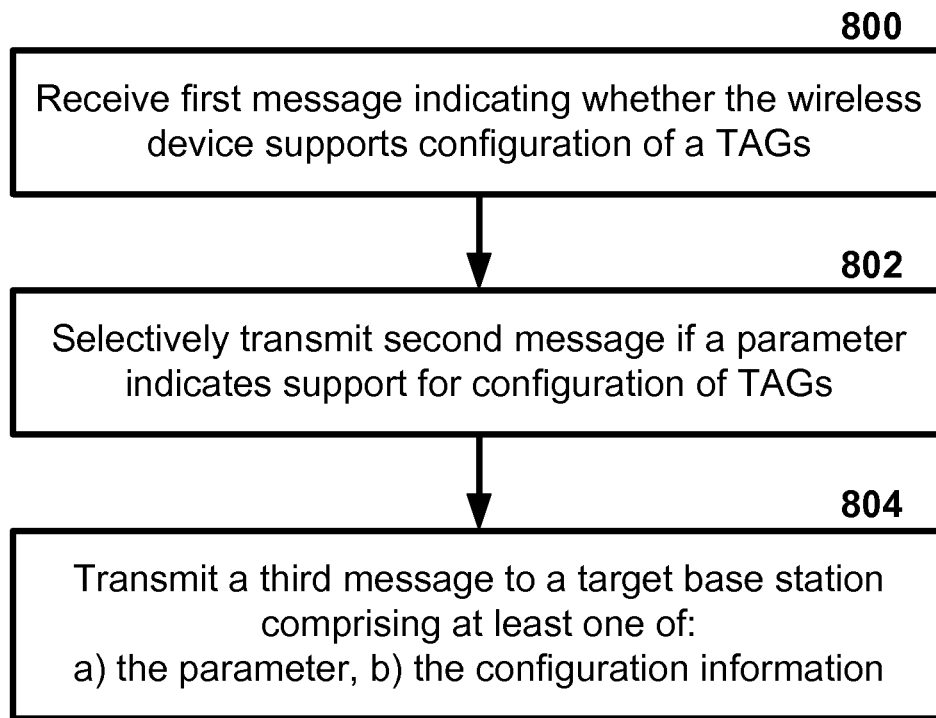 800
Receive first message indicating whether the wireless
device supports configuration of a TAGs
802
Selectively transmit second message if a parameter
indicates support for configuration of TAGs
804
Transmit a third message to a target base station
comprising at least one of:
a) the parameter, b) the configuration information